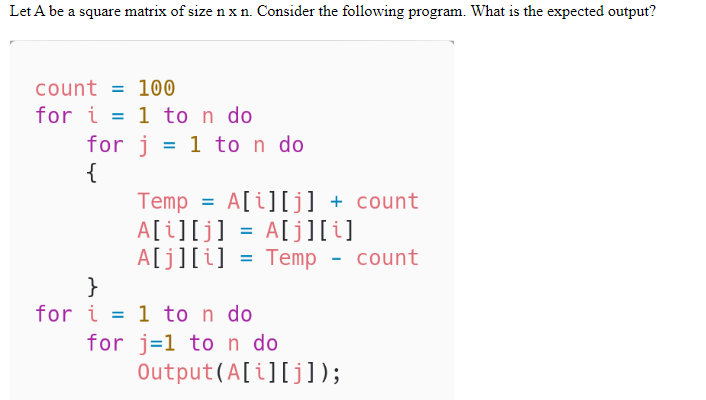 Let A be a square matrix of size n x n. Consider the following program. What is the expected output?
count = 100
for i = 1 to n do
for j = 1 to n do
{
Temp = A[i][j] + count
A[i][j] = A[j][i]
A[j][i] = Temp - count
}
for i = 1 to n do
for j=1 to n do
Output(A[i][j]);